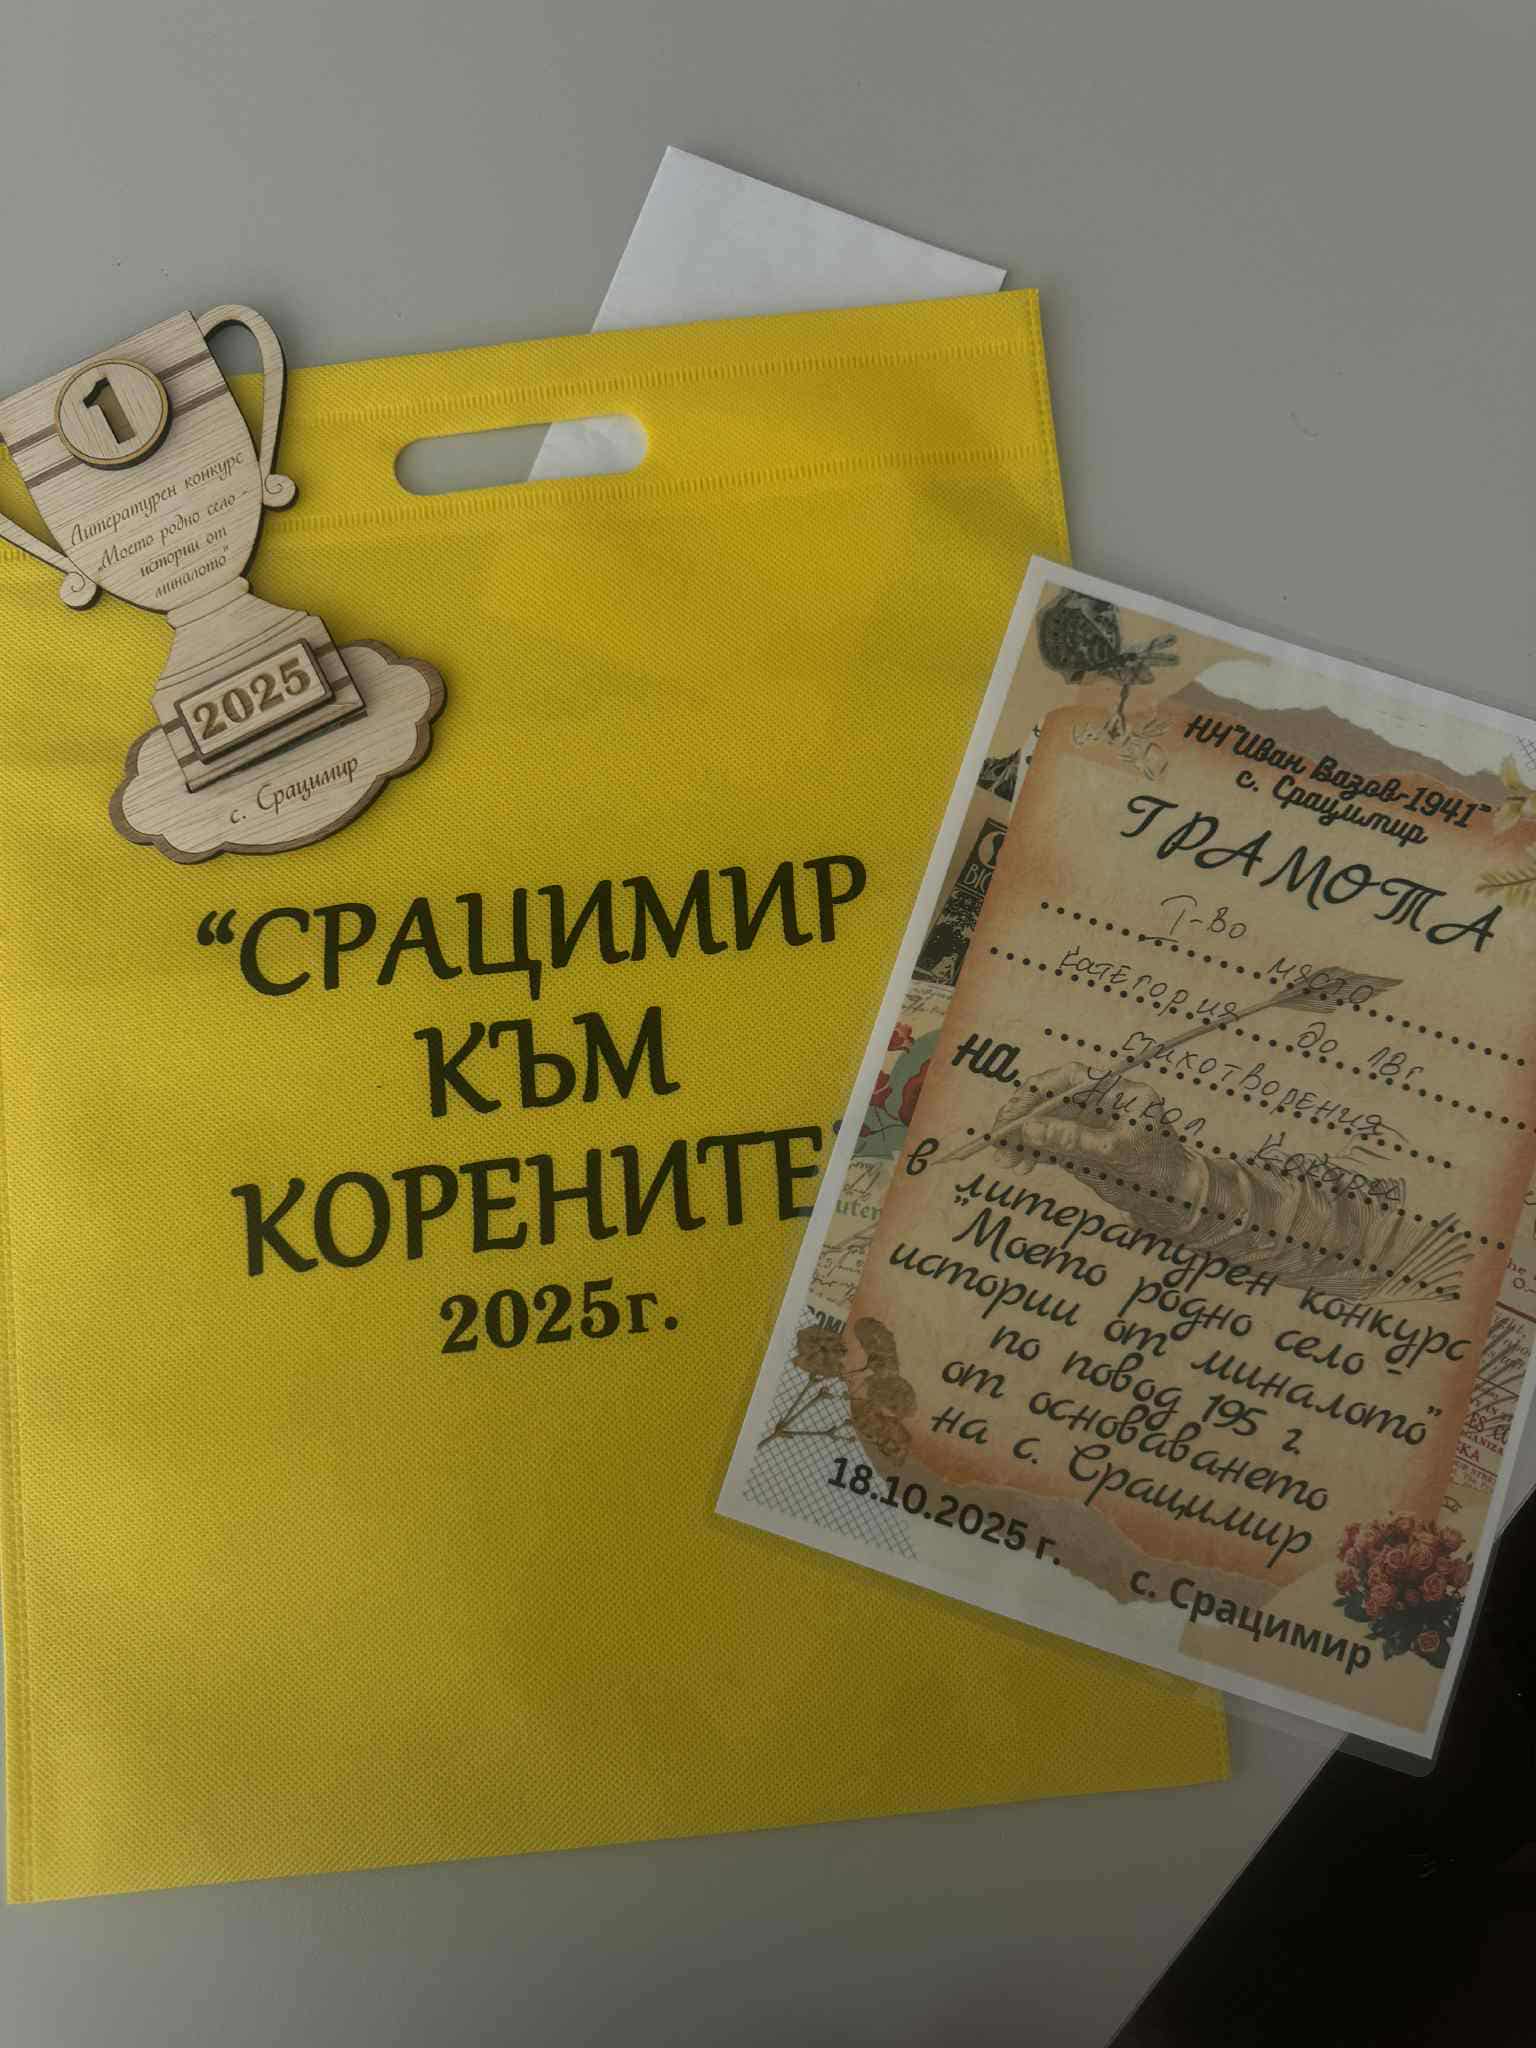 1
Литературен конкурс
"Моето родно село -
истории от
миналото"
2025
с. Срацимир
"СРАЦИМИР
КЪМ
КОРЕНИТЕ"
2025г.
НЧ"Иван Вазов-1941"
с. Срацимир
ГРАМОТА
I-во място
категория до 18г
стихотворения
на Никол
в литературен конкурс
"Моето родно село -
истории от миналото"
по повод 195 г.
от основаването
на с. Срацимир
18.10.2025 г.
с. Срацимир